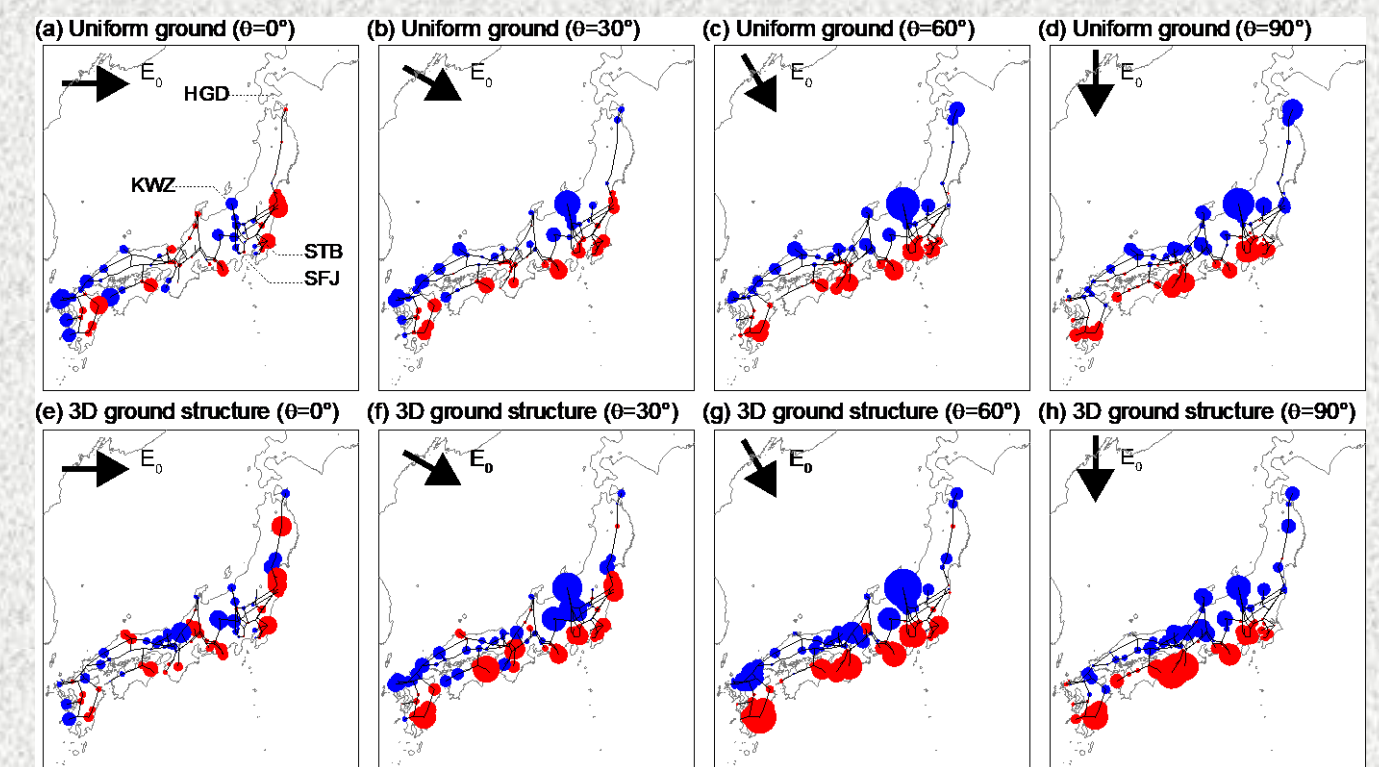 (a) Uniform ground (θ=0°) (b) Uniform ground (θ=30°) (c) Uniform ground (θ=60°) (d) Uniform ground (θ=90°)
E0 E0 E0 E0
HGD
KWZ
STB
SFJ
(e) 3D ground structure (θ=0°) (f) 3D ground structure (θ=30°) (g) 3D ground structure (θ=60°) (h) 3D ground structure (θ=90°)
E0 E0 E0 E0